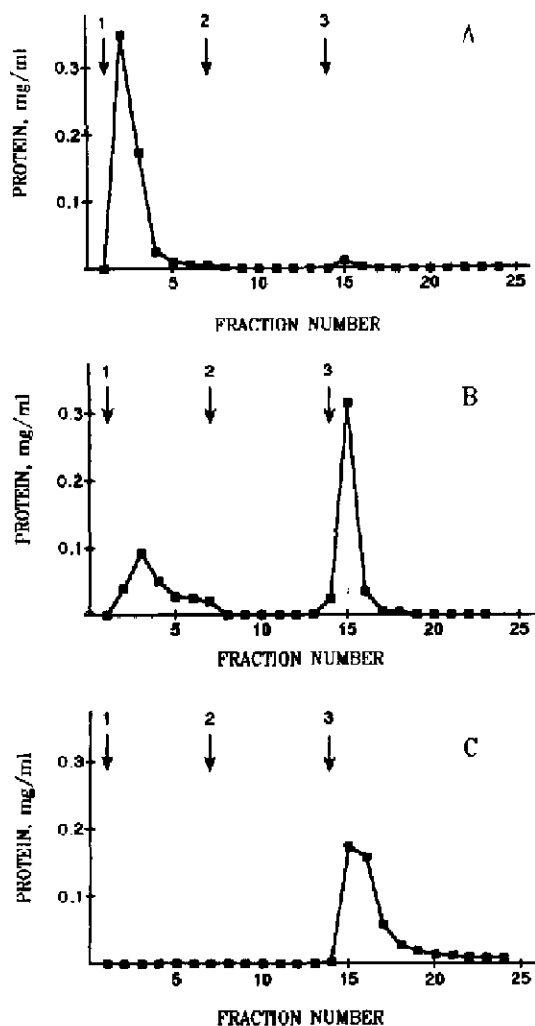 1 2 3 A
PROTEIN, mg/ml
0.3
0.2
0.1
5 10 15 20 25
FRACTION NUMBER
1 2 3 B
PROTEIN, mg/ml
0.3
0.2
0.1
5 10 15 20 25
FRACTION NUMBER
1 2 3 C
PROTEIN, mg/ml
0.3
0.2
0.1
5 10 15 20 25
FRACTION NUMBER